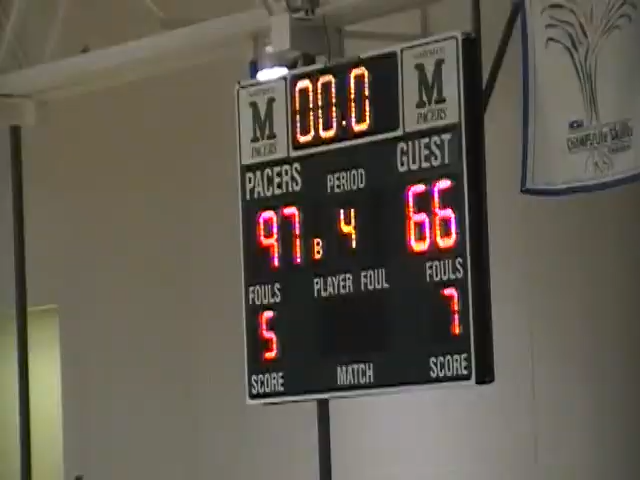 00.0
M
PACERS
M
PACERS
PACERS PERIOD GUEST
97 B 4 66
FOULS PLAYER FOUL FOULS
5 7
SCORE MATCH SCORE